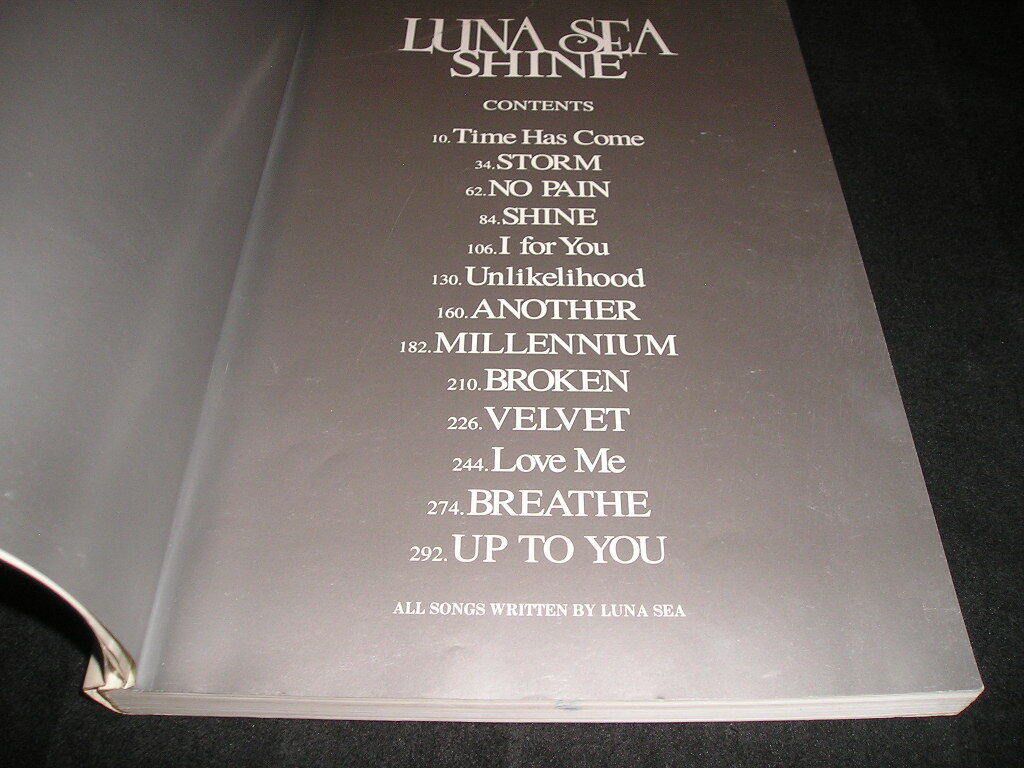 LUNA SEA
SHINE
CONTENTS
10. Time Has Come
34. STORM
62. NO PAIN
84. SHINE
106. I for You
130. Unlikelihood
160. ANOTHER
182. MILLENNIUM
210. BROKEN
226. VELVET
244. Love Me
274. BREATHE
292. UP TO YOU
ALL SONGS WRITTEN BY LUNA SEA